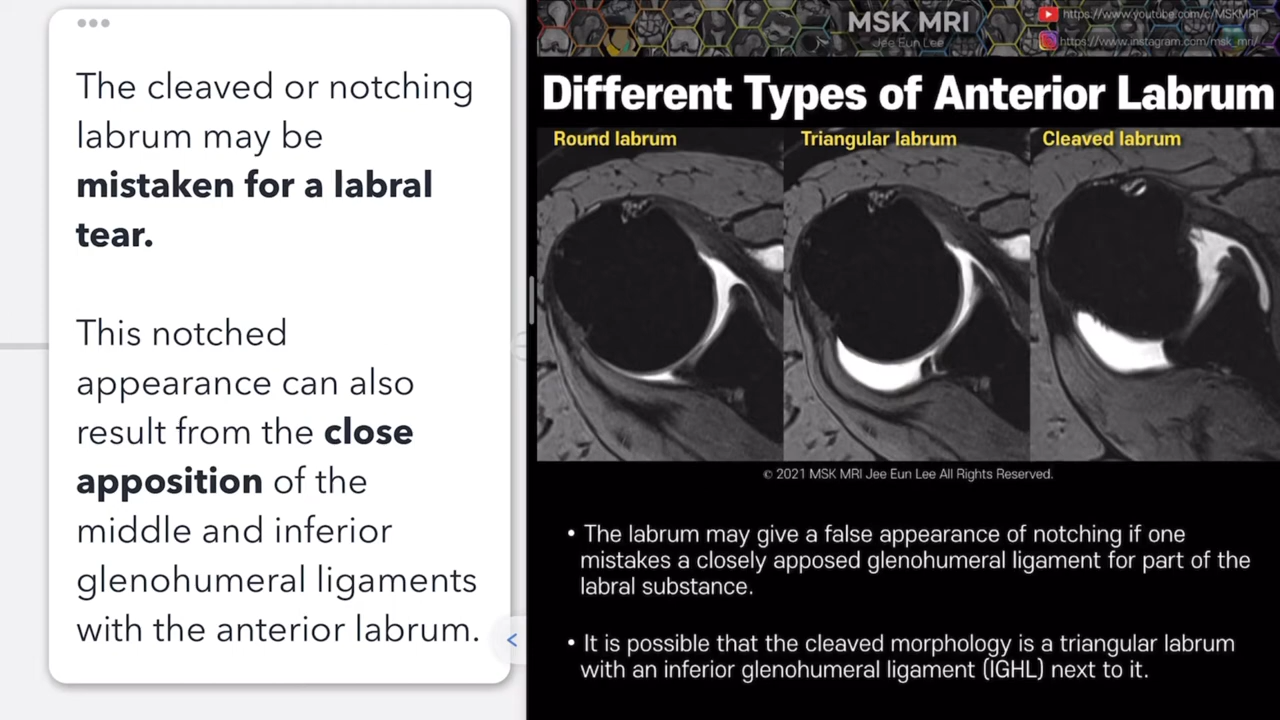 The cleaved or notching
labrum may be
mistaken for a labral
tear.
This notched
appearance can also
result from the close
apposition of the
middle and inferior
glenohumeral ligaments
with the anterior labrum.
<
MSK MRI
Jee Eun Lee
https://www.youtube.com/c/MSKMRI
https://www.instagram.com/msk_mri/
Different Types of Anterior Labrum
Round labrum
Triangular labrum
Cleaved labrum
© 2021 MSK MRI Jee Eun Lee All Rights Reserved.
• The labrum may give a false appearance of notching if one
mistakes a closely apposed glenohumeral ligament for part of the
labral substance.
• It is possible that the cleaved morphology is a triangular labrum
with an inferior glenohumeral ligament (IGHL) next to it.